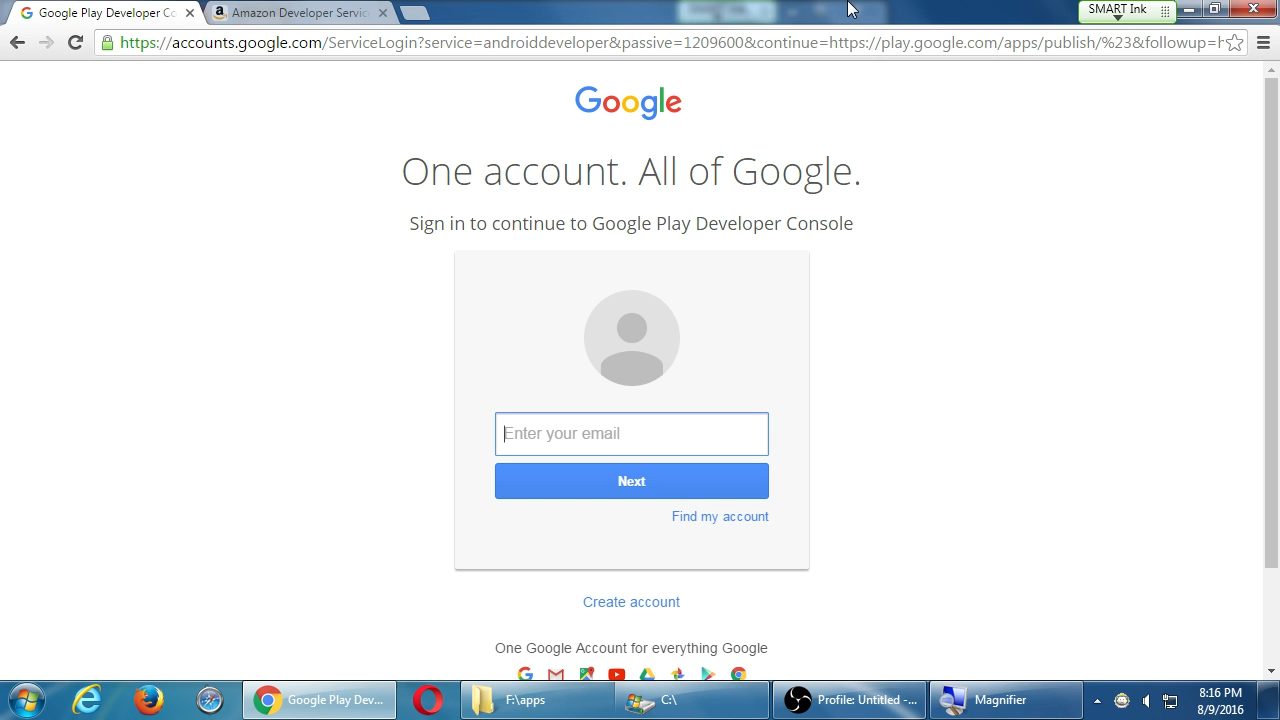 Google Play Developer Co
Amazon Developer Service
SMART Ink
https://accounts.google.com/ServiceLogin?service=androiddeveloper&passive=1209600&continue=https://play.google.com/apps/publish/%23&followup=h
Google
One account. All of Google.
Sign in to continue to Google Play Developer Console
Enter your email
Next
Find my account
Create account
One Google Account for everything Google
Google Play Dev...
F:\apps
C:\
Profile: Untitled -...
Magnifier
8:16 PM
8/9/2016